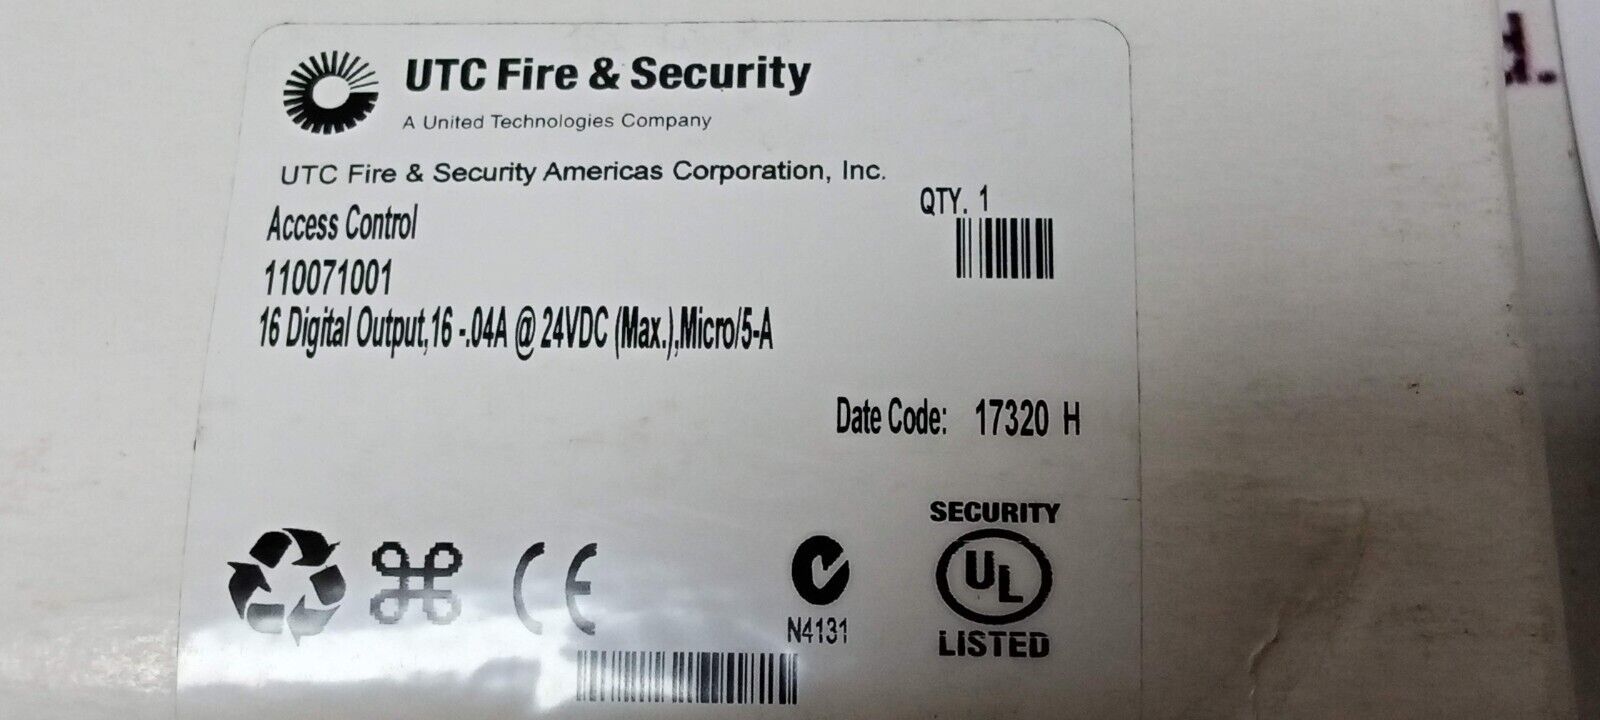 UTC Fire & Security
A United Technologies Company
UTC Fire & Security Americas Corporation, Inc.
QTY. 1
Access Control
110071001
16 Digital Output,16 -.04A @ 24VDC (Max.),Micro/5-A
Date Code: 17320 H
CE
N4131
SECURITY
UL
LISTED